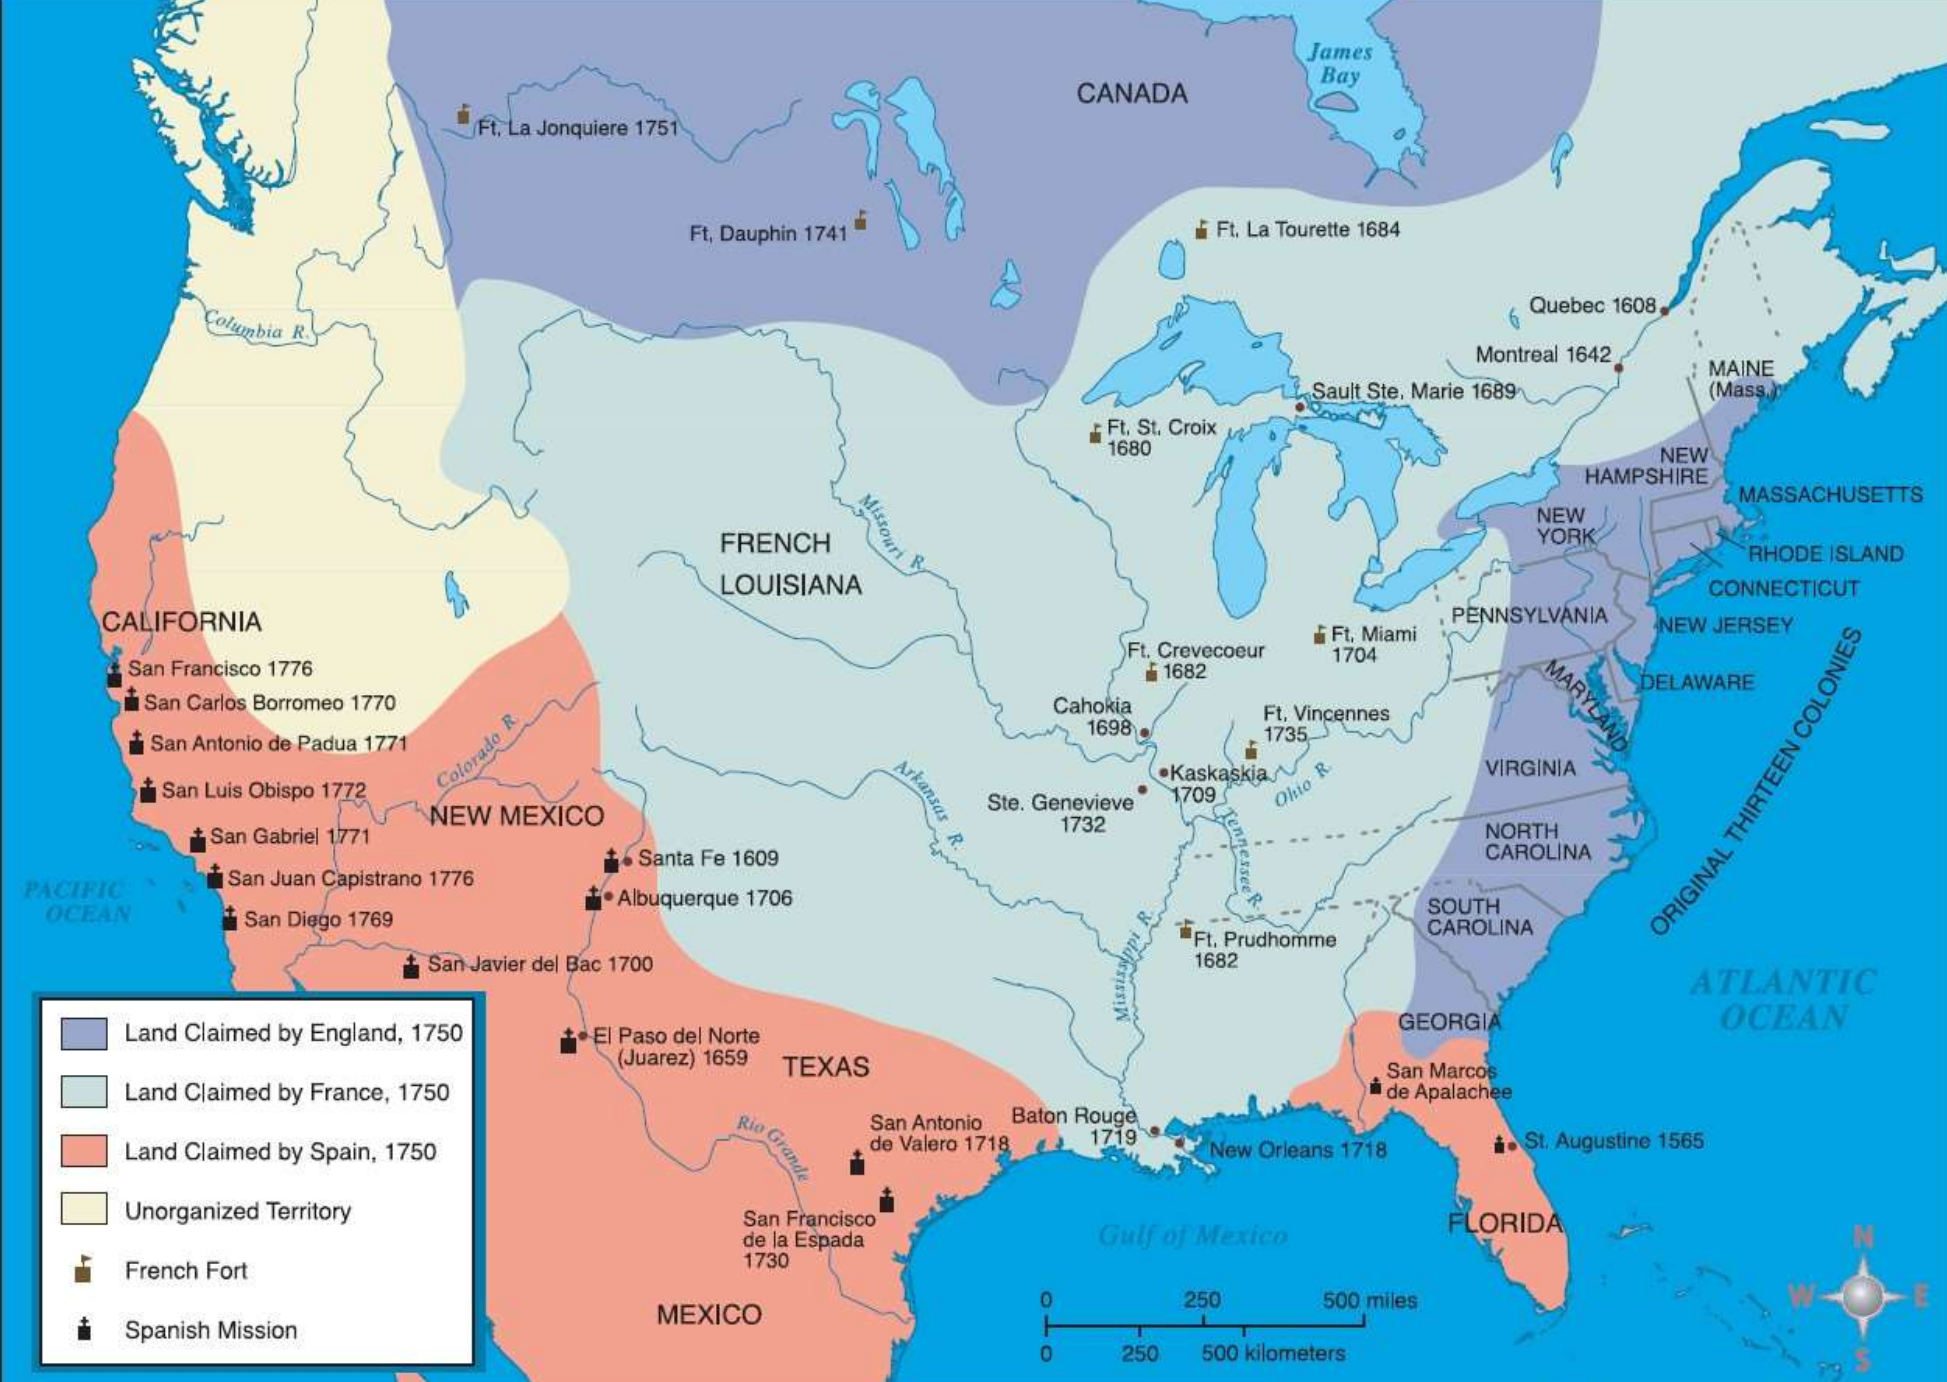 James
Bay
CANADA
Ft. La Jonquiere 1751
Ft. Dauphin 1741
Ft. La Tourette 1684
Quebec 1608
Columbia R.
Montreal 1642
MAINE
(Mass.)
Sault Ste. Marie 1689
Ft. St. Croix
1680
NEW
HAMPSHIRE
MASSACHUSETTS
NEW
YORK
Missouri R.
FRENCH
LOUISIANA
RHODE ISLAND
CONNECTICUT
PENNSYLVANIA
NEW JERSEY
CALIFORNIA
Ft. Miami
1704
Ft. Crevecoeur
1682
San Francisco 1776
MARYLAND
DELAWARE
San Carlos Borromeo 1770
Cahokia
1698
Ft. Vincennes
1735
ORIGINAL THIRTEEN COLONIES
San Antonio de Padua 1771
Colorado R.
VIRGINIA
San Luis Obispo 1772
Kaskaskia
1709
Ohio R.
Arkansas R.
Ste. Genevieve
1732
NEW MEXICO
San Gabriel 1771
Tennessee R.
NORTH
CAROLINA
Santa Fe 1609
San Juan Capistrano 1776
PACIFIC
OCEAN
Albuquerque 1706
San Diego 1769
SOUTH
CAROLINA
Ft. Prudhomme
1682
Mississippi R.
San Javier del Bac 1700
ATLANTIC
OCEAN
GEORGIA
El Paso del Norte
(Juarez) 1659
TEXAS
San Marcos
de Apalachee
San Antonio
de Valero 1718
Baton Rouge
1719
Rio Grande
New Orleans 1718
St. Augustine 1565
San Francisco
de la Espada
1730
FLORIDA
Gulf of Mexico
MEXICO
Land Claimed by England, 1750
Land Claimed by France, 1750
Land Claimed by Spain, 1750
Unorganized Territory
French Fort
Spanish Mission
0 250 500 miles
0 250 500 kilometers
N
W E
S